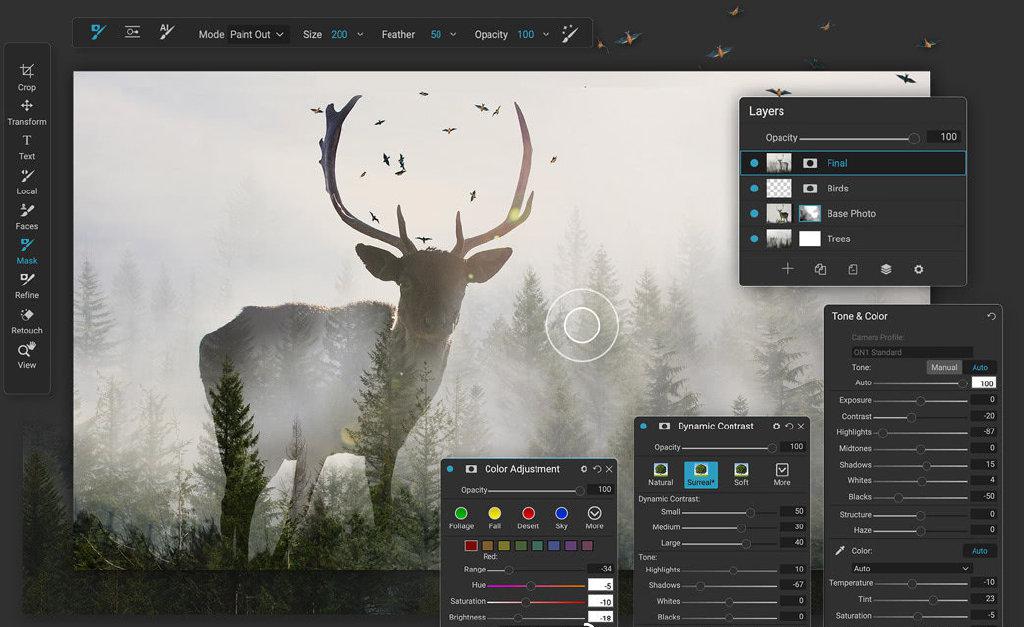 Mode Paint Out Size 200 Feather 50 Opacity 100
AI
Crop
Transform
T
Text
Local
Faces
Mask
Refine
Retouch
View
Layers
Opacity 100
Final
Birds
Base Photo
Trees
Tone & Color
Camera Profile:
ON1 Standard
Tone: Manual Auto
Auto 100
Exposure 0
Contrast -20
Highlights -87
Midtones 0
Shadows 15
Whites 4
Blacks -50
Structure 0
Haze 0
Color: Auto
Auto
Temperature -10
Tint 23
Saturation -5
Dynamic Contrast
Opacity 100
Natural Surreal* Soft More
Dynamic Contrast:
Small 50
Medium 30
Large 40
Tone:
Highlights 10
Shadows -67
Whites 0
Blacks 0
Color Adjustment
Opacity 100
Foliage Fall Desert Sky More
Red:
Range -34
Hue -5
Saturation -10
Brightness -18